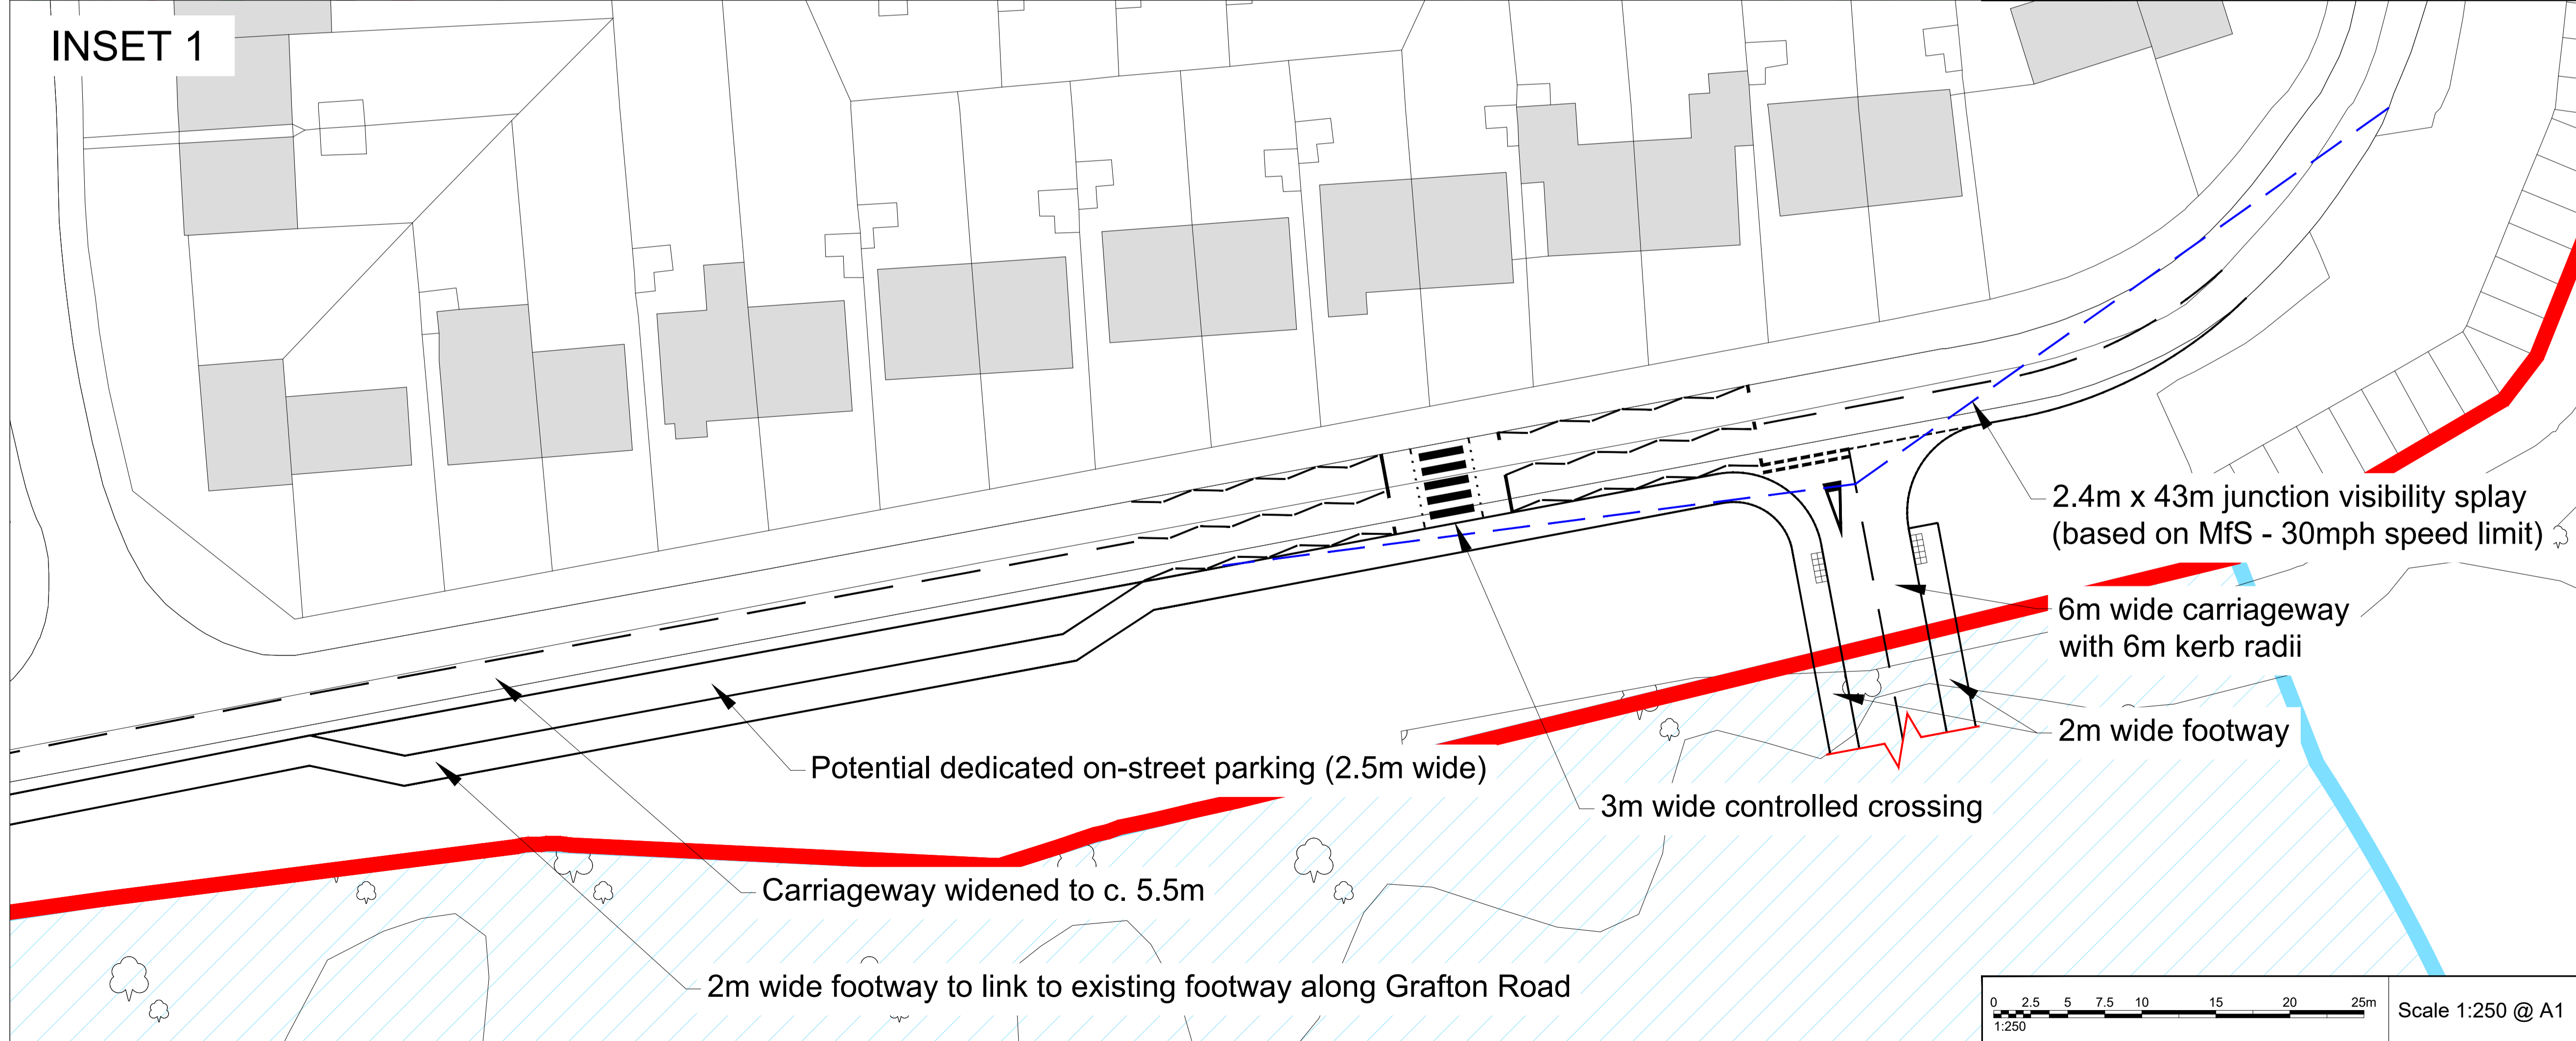 INSET 1
2.4m x 43m junction visibility splay
(based on MfS - 30mph speed limit)
6m wide carriageway
with 6m kerb radii
2m wide footway
Potential dedicated on-street parking (2.5m wide)
3m wide controlled crossing
Carriageway widened to c. 5.5m
2m wide footway to link to existing footway along Grafton Road
0 2.5 5 7.5 10 15 20 25m
1:250
Scale 1:250 @ A1